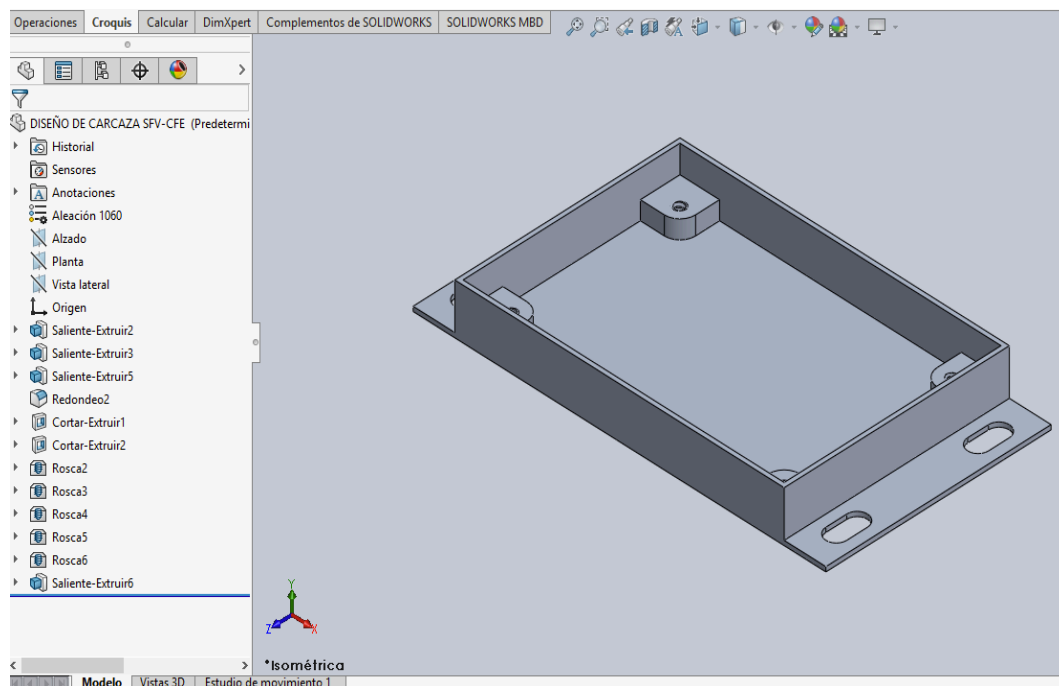 Operaciones Croquis Calcular DimXpert Complementos de SOLIDWORKS SOLIDWORKS MBD
DISEÑO DE CARCAZA SFV-CFE (Predetermi
Historial
Sensores
A Anotaciones
Aleación 1060
Alzado
Planta
Vista lateral
Origen
Saliente-Extruir2
Saliente-Extruir3
Saliente-Extruir5
Redondeo2
Cortar-Extruir1
Cortar-Extruir2
Rosca2
Rosca3
Rosca4
Rosca5
Rosca6
Saliente-Extruir6
Y
Z X
*Isométrica
Modelo Vistas 3D Estudio de movimiento 1